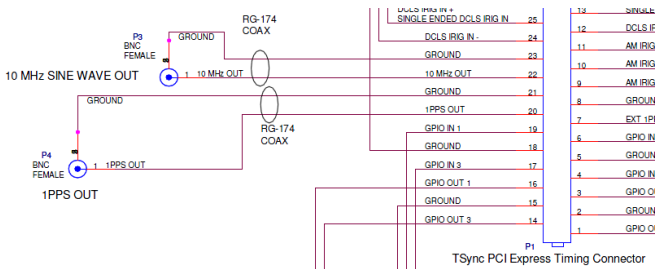 DCLS IRIG IN +
SINGLE ENDED DCLS IRIG IN
25
DCLS IRIG IN -
24
GROUND
23
10 MHz OUT
22
GROUND
21
1PPS OUT
20
GPIO IN 1
19
GROUND
18
GPIO IN 3
17
GPIO OUT 1
16
GROUND
15
GPIO OUT 3
14
13
SINGLE
12
DCLS I
11
AM IRIG
10
AM IRIG
9
AM IRIG
8
GROUN
7
EXT 1P
6
GPIO IN
5
GROUN
4
GPIO IN
3
GPIO O
2
GROUN
1
GPIO O
P1
TSync PCI Express Timing Connector
RG-174
COAX
P3
BNC
FEMALE
GROUND
10 MHz SINE WAVE OUT
1
10 MHz OUT
GROUND
RG-174
COAX
P4
BNC
FEMALE
1
1PPS OUT
1PPS OUT